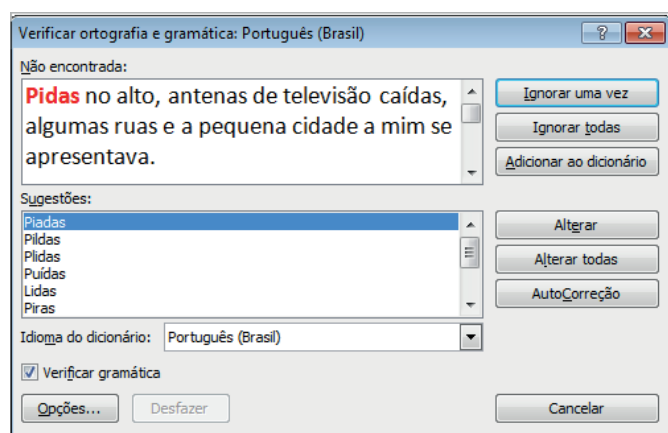 Verificar ortografia e gramática: Português (Brasil)
Não encontrada:
Pidas no alto, antenas de televisão caídas,
algumas ruas e a pequena cidade a mim se
apresentava.
Ignorar uma vez
Ignorar todas
Adicionar ao dicionário
Sugestões:
Piadas
Pildas
Plidas
Puídas
Lidas
Piras
Alterar
Alterar todas
AutoCorreção
Idioma do dicionário: Português (Brasil)
Verificar gramática
Opções... Desfazer Cancelar